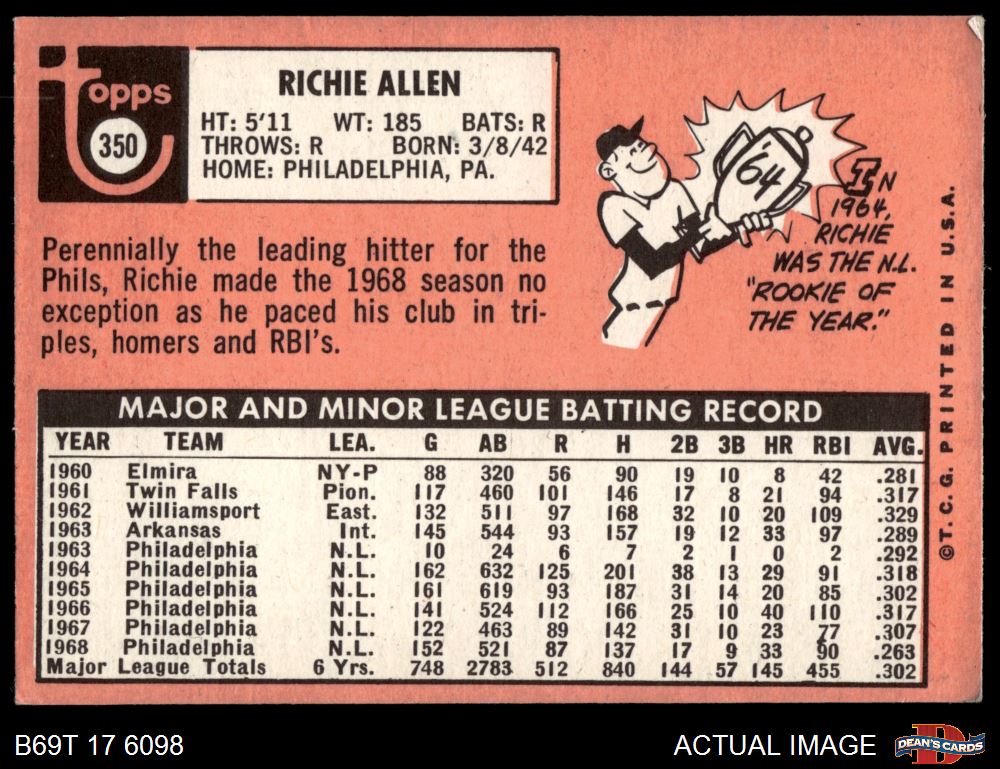 topps
350
RICHIE ALLEN
HT: 5'11 WT: 185 BATS: R
THROWS: R BORN: 3/8/42
HOME: PHILADELPHIA, PA.
'64
IN
1964,
RICHIE
WAS THE N.L.
"ROOKIE OF
THE YEAR."
Perennially the leading hitter for the
Phils, Richie made the 1968 season no
exception as he paced his club in tri-
ples, homers and RBI's.
MAJOR AND MINOR LEAGUE BATTING RECORD
YEAR TEAM LEA. G AB R H 2B 3B HR RBI AVG.
1960 Elmira NY-P 88 320 56 90 19 10 8 42 .281
1961 Twin Falls Pion. 117 460 101 146 17 8 21 94 .317
1962 Williamsport East. 132 511 97 168 32 10 20 109 .329
1963 Arkansas Int. 145 544 93 157 19 12 33 97 .289
1963 Philadelphia N.L. 10 24 6 7 2 1 0 2 .292
1964 Philadelphia N.L. 162 632 125 201 38 13 29 91 .318
1965 Philadelphia N.L. 161 619 93 187 31 14 20 85 .302
1966 Philadelphia N.L. 141 524 112 166 25 10 40 110 .317
1967 Philadelphia N.L. 122 463 89 142 31 10 23 77 .307
1968 Philadelphia N.L. 152 521 87 137 17 9 33 90 .263
Major League Totals 6 Yrs. 748 2783 512 840 144 57 145 455 .302
©T.C.G. PRINTED IN U.S.A.
B69T 17 6098
ACTUAL IMAGE
DEAN'S CARDS